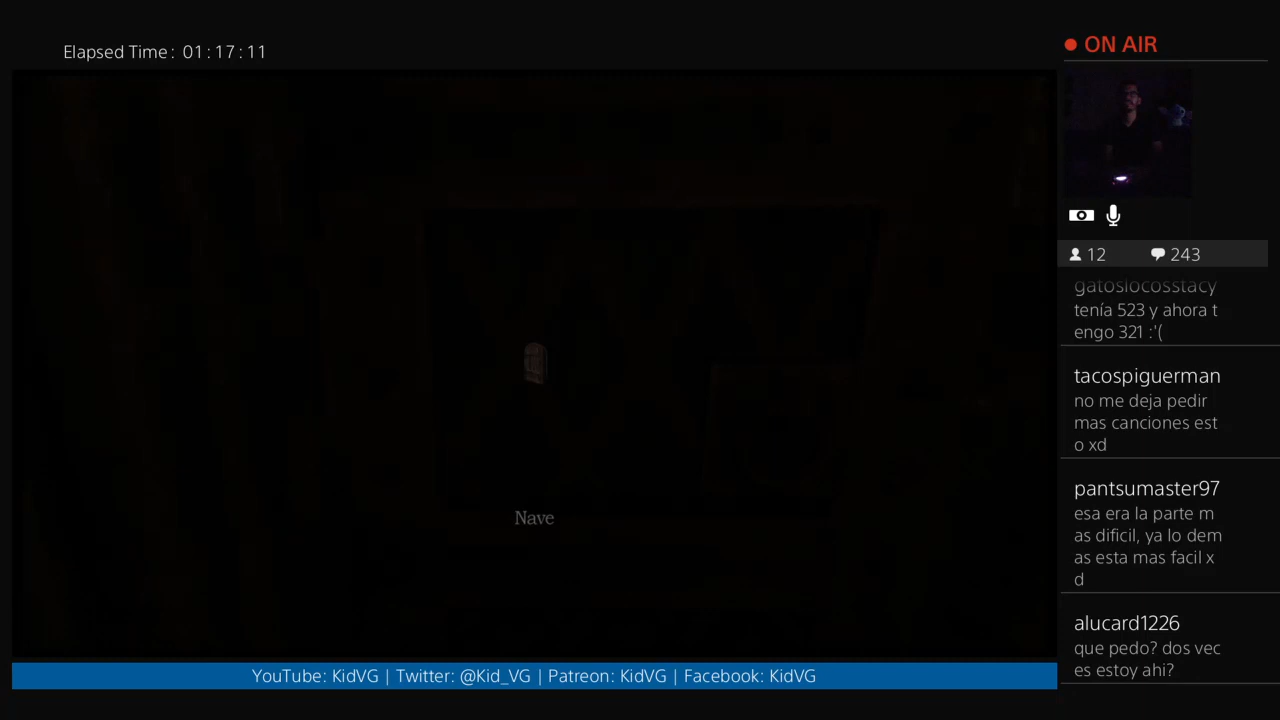 Elapsed Time: 01:17:11
ON AIR
12 243
gatoslocosstacy
tenía 523 y ahora t
engo 321 :'(
tacospiguerman
no me deja pedir
mas canciones est
o xd
pantsumaster97
esa era la parte m
as dificil, ya lo dem
as esta mas facil x
d
alucard1226
que pedo? dos vec
es estoy ahi?
Nave
YouTube: KidVG | Twitter: @Kid_VG | Patreon: KidVG | Facebook: KidVG